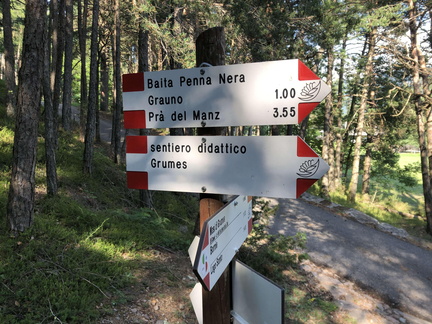 Baita Penna Nera
Grauno 1.00
Prà del Manz 3.55
sentiero didattico
Grumes